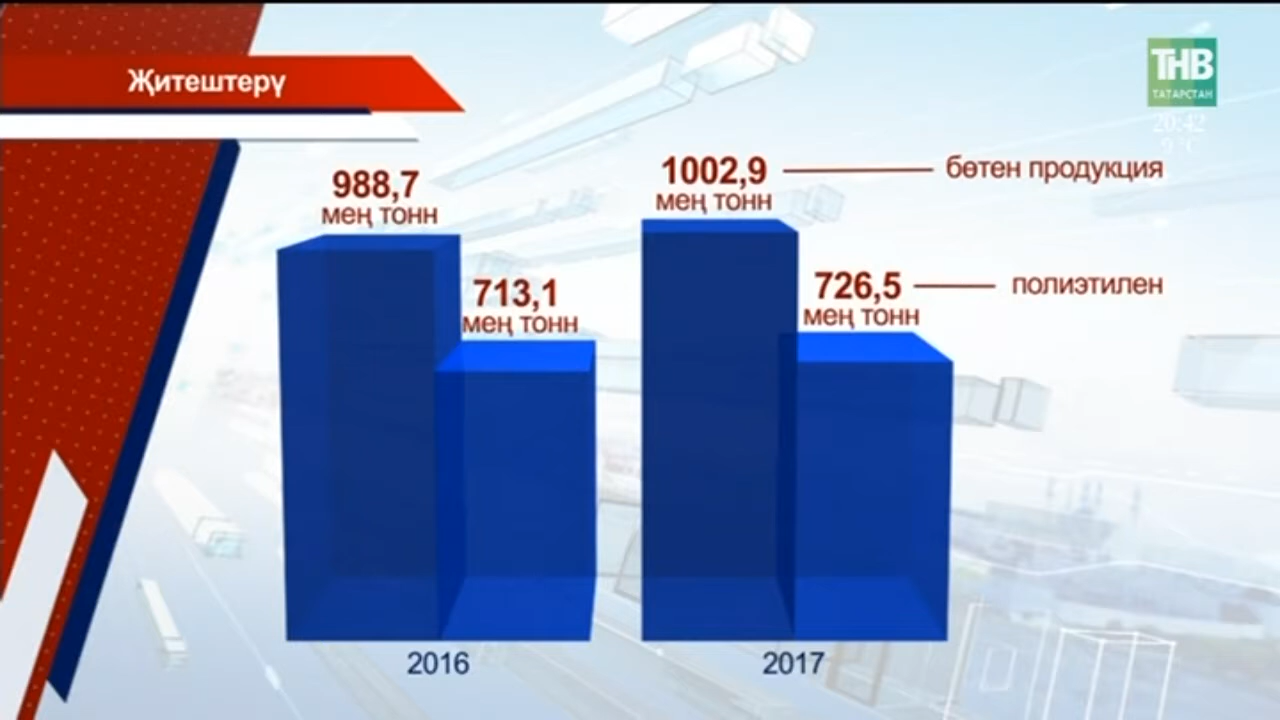 Җитештерү
ТНВ
ТАТАРСТАН
20:42
988,7
мең тонн
1002,9
мең тонн
бөтен продукция
713,1
мең тонн
726,5
мең тонн
полиэтилен
2016
2017